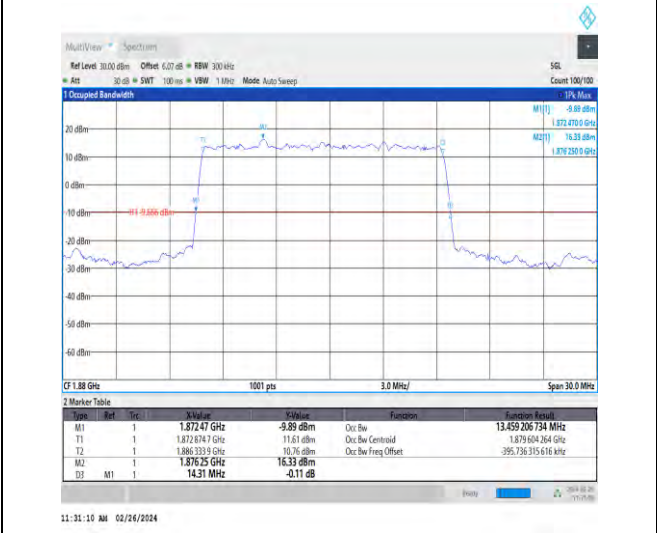 MultiView Spectrum
Ref Level 30.00 dBm Offset 6.07 dB RBW 300 kHz SGL
Att 30 dB SWT 100 ms VBW 1 MHz Mode Auto Sweep Count 100/100
1 Occupied Bandwidth 1Pk Max
M1[1] -9.89 dBm
1.872 470 0 GHz
M2[1] 16.33 dBm
1.876 250 0 GHz
20 dBm
10 dBm
0 dBm
-10 dBm H1 -9.666 dBm
-20 dBm
-30 dBm
-40 dBm
-50 dBm
-60 dBm
CF 1.88 GHz 1001 pts 3.0 MHz/ Span 30.0 MHz
2 Marker Table
Type Ref Trc X-Value Y-Value Function Function Result
M1 1 1.872 47 GHz -9.89 dBm Occ Bw 13.459 206 734 MHz
T1 1 1.872 874 7 GHz 11.61 dBm Occ Bw Centroid 1.879 604 264 GHz
T2 1 1.886 333 9 GHz 10.76 dBm Occ Bw Freq Offset -395.736 315 616 kHz
M2 1 1.876 25 GHz 16.33 dBm
D3 M1 1 14.31 MHz -0.11 dB
11:31:10 AM 02/26/2024